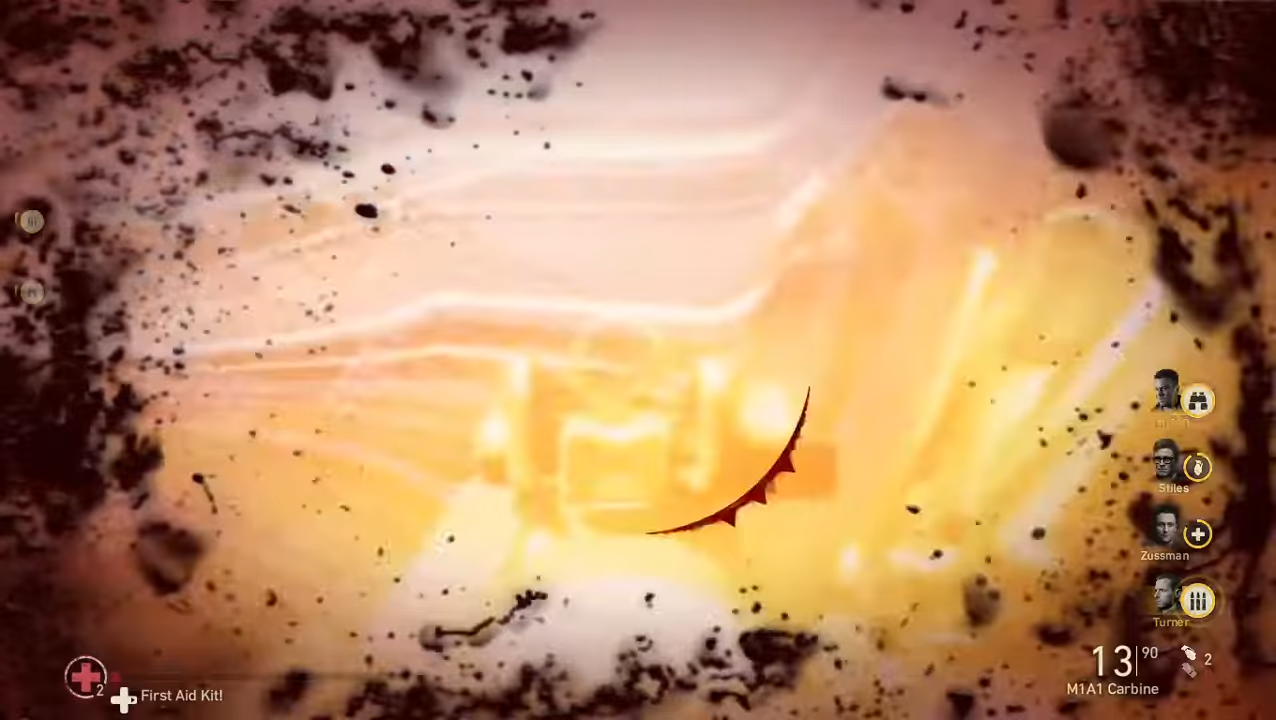 Stiles
Zussman
Turner
13|90
2
M1A1 Carbine
2
First Aid Kit!